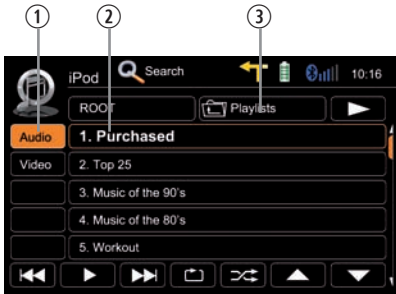 ① ② ③
iPod Search 10:16
ROOT Playlists
Audio 1. Purchased
Video 2. Top 25
3. Music of the 90's
4. Music of the 80's
5. Workout